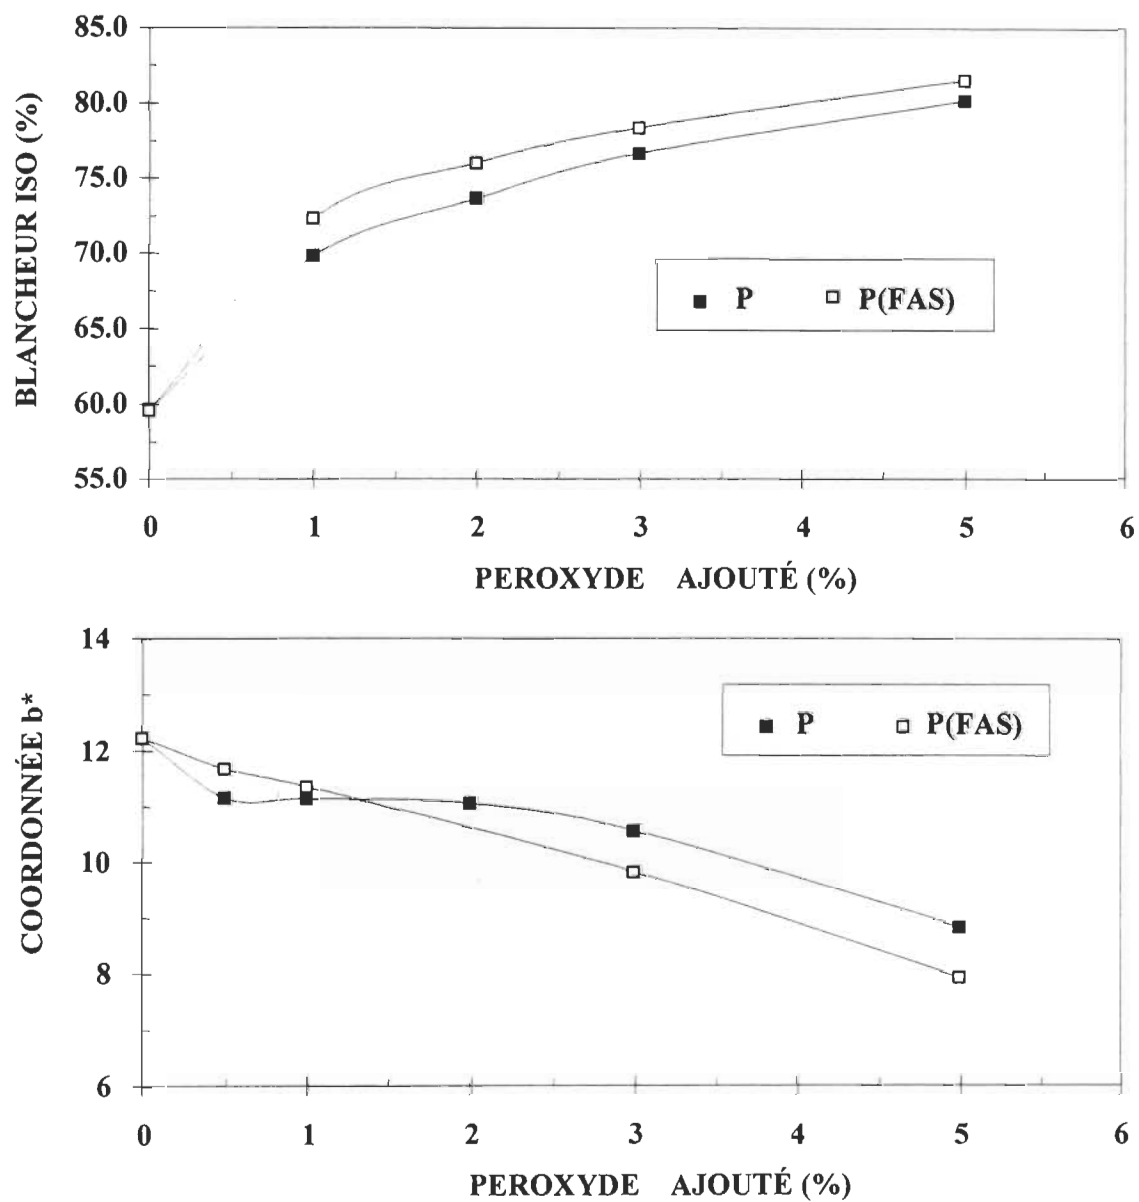 85.0
80.0
75.0
70.0
65.0
60.0
55.0
BLANCHEUR ISO (%)
P P(FAS)
0 1 2 3 4 5 6
PEROXYDE AJOUTÉ (%)
14
12
10
8
6
COORDONNÉE b*
P P(FAS)
0 1 2 3 4 5 6
PEROXYDE AJOUTÉ (%)